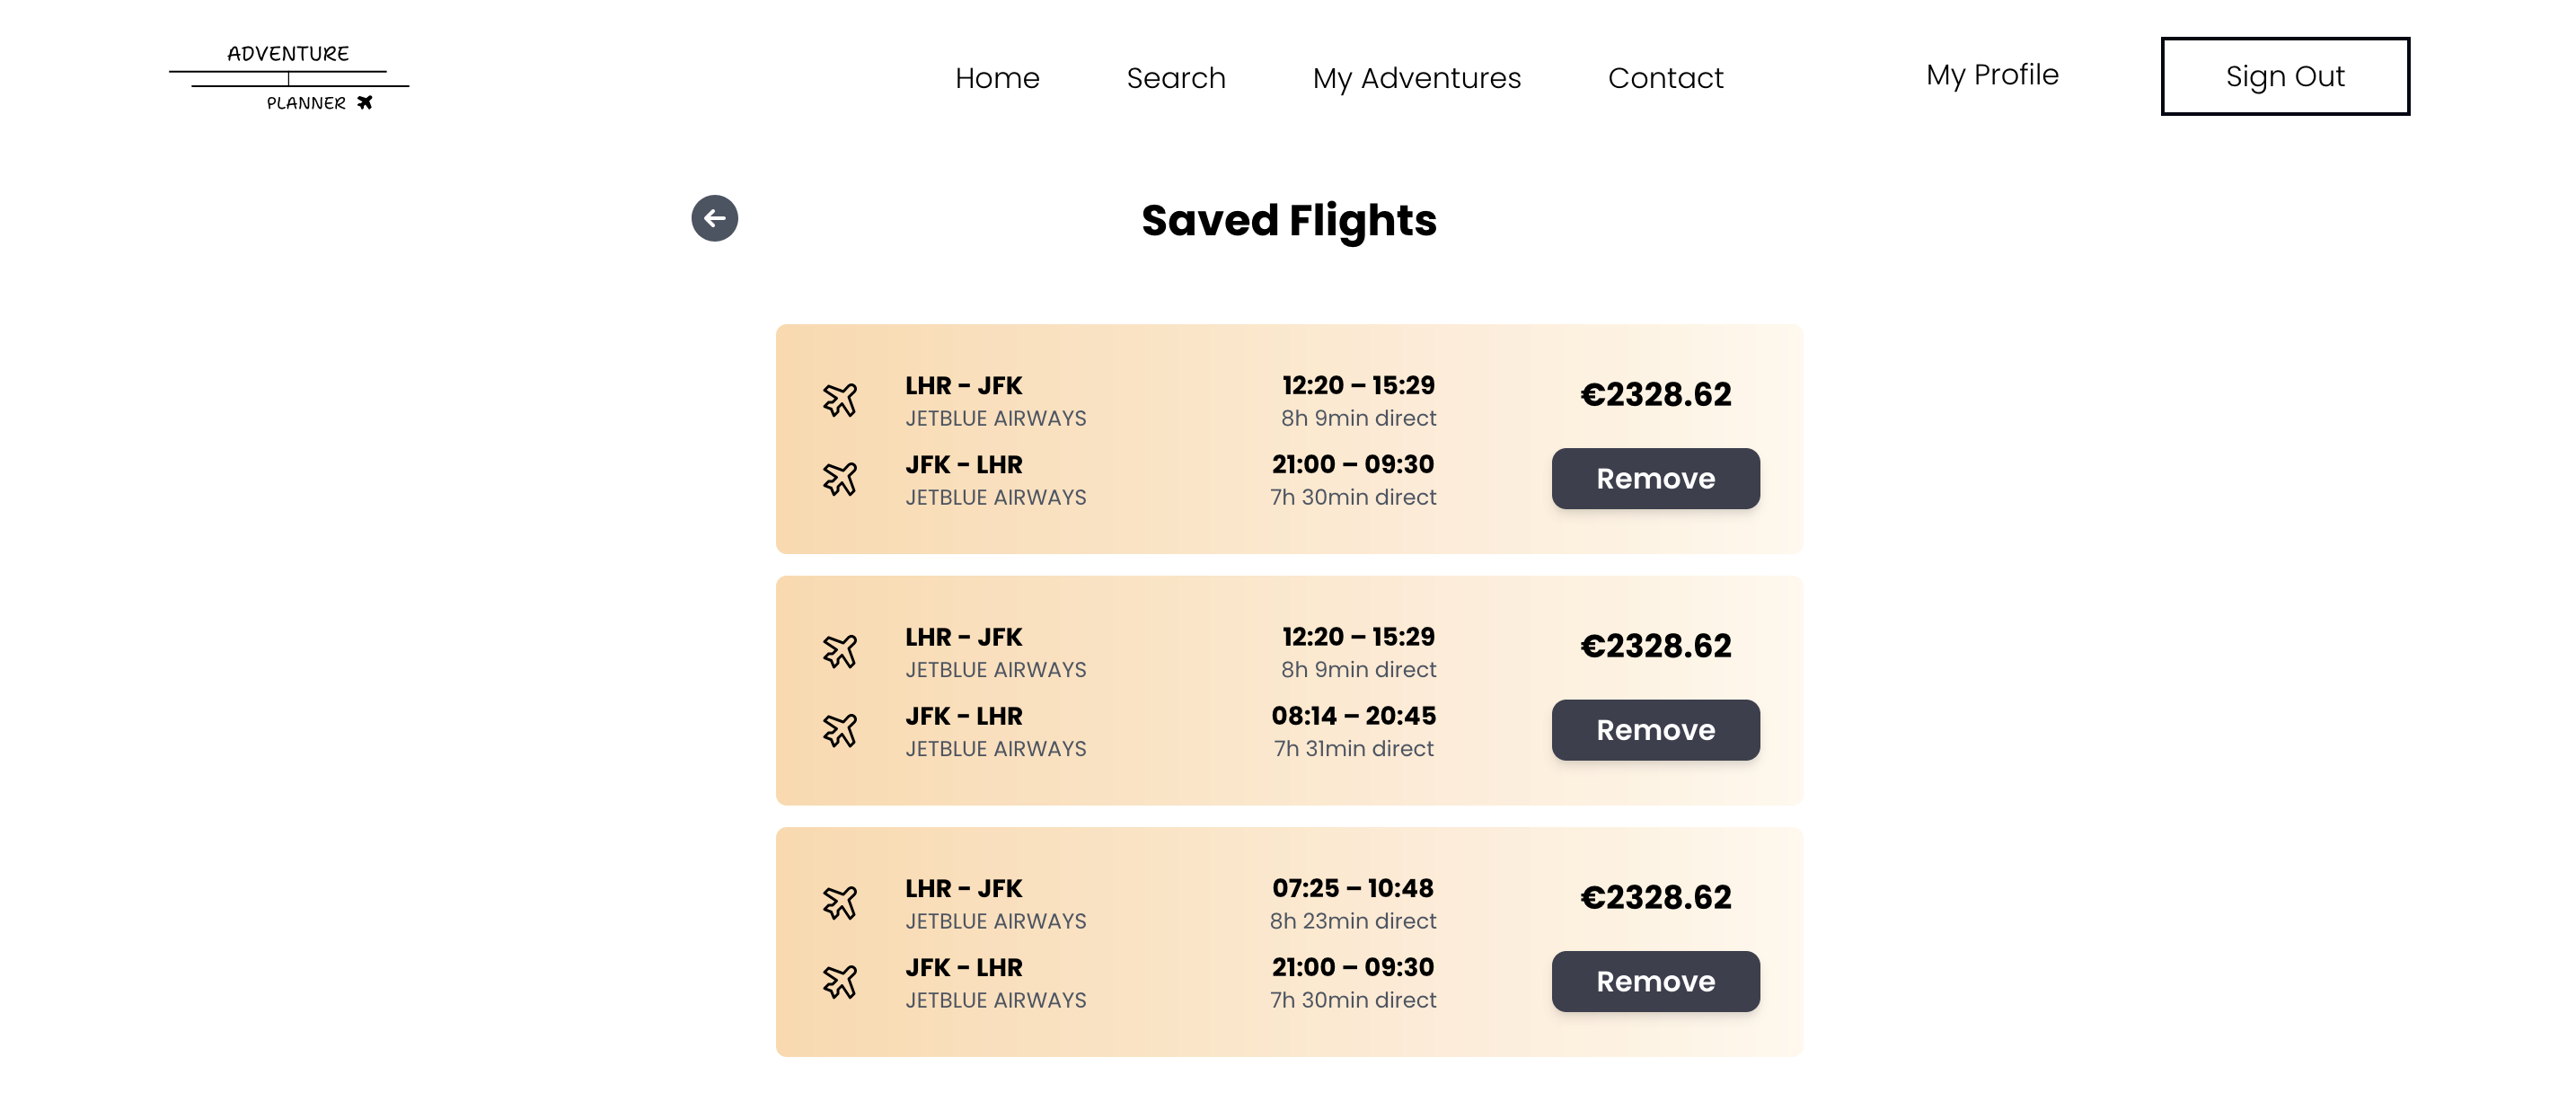 ADVENTURE
PLANNER
Home Search My Adventures Contact My Profile Sign Out
Saved Flights
LHR - JFK 12:20 – 15:29 €2328.62
JETBLUE AIRWAYS 8h 9min direct
JFK - LHR 21:00 – 09:30 Remove
JETBLUE AIRWAYS 7h 30min direct
LHR - JFK 12:20 – 15:29 €2328.62
JETBLUE AIRWAYS 8h 9min direct
JFK - LHR 08:14 – 20:45 Remove
JETBLUE AIRWAYS 7h 31min direct
LHR - JFK 07:25 – 10:48 €2328.62
JETBLUE AIRWAYS 8h 23min direct
JFK - LHR 21:00 – 09:30 Remove
JETBLUE AIRWAYS 7h 30min direct